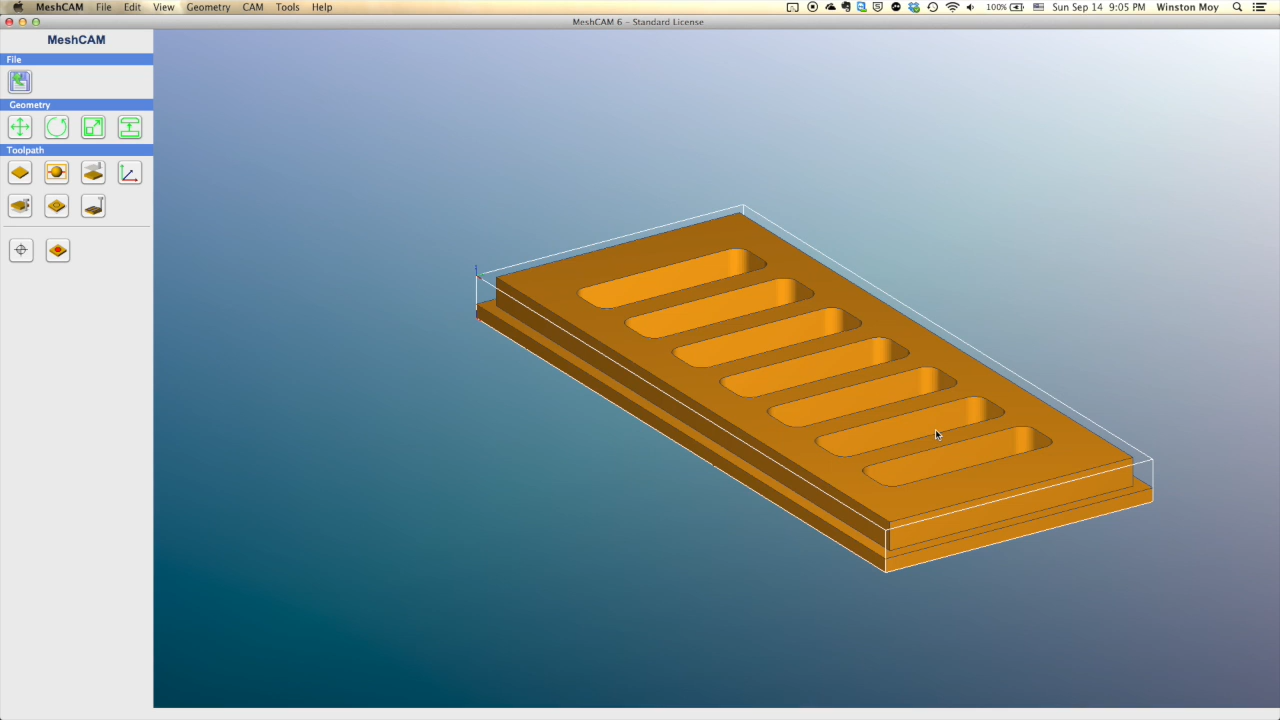 MeshCAM File Edit View Geometry CAM Tools Help 100% Sun Sep 14 9:05 PM Winston Moy
MeshCAM 6 – Standard License
MeshCAM
File
Geometry
Toolpath